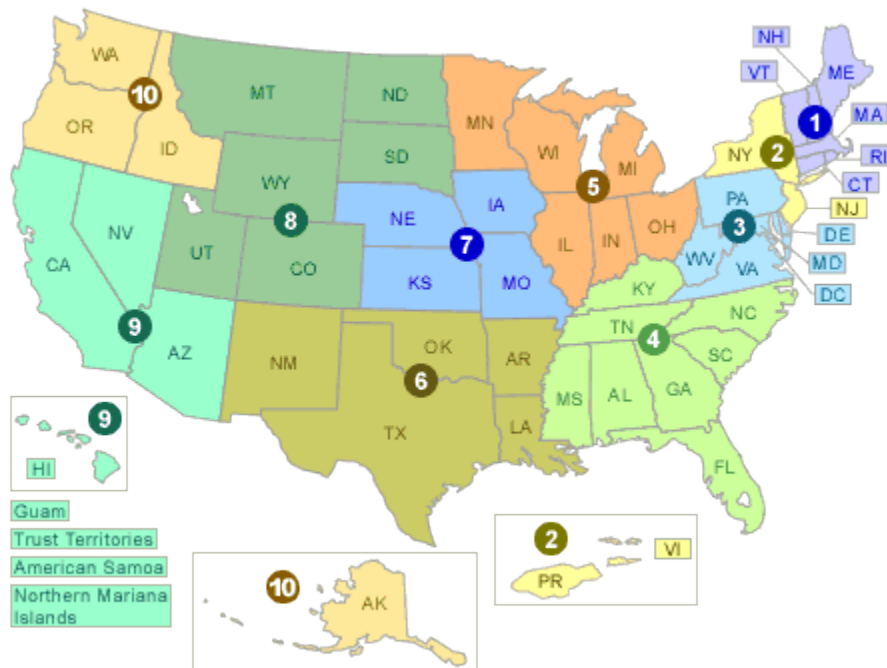 NH
WA
VT
ME
10
MT
ND
MN
1
MA
OR
ID
NY
2
SD
WI
MI
RI
WY
5
CT
PA
NE
IA
NJ
8
3
NV
7
OH
DE
UT
IL
IN
WV
CA
CO
VA
MD
KS
MO
KY
DC
NC
9
TN
OK
4
AZ
NM
AR
SC
6
GA
MS
AL
9
TX
LA
HI
FL
Guam
2
Trust Territories
VI
American Samoa
PR
10
Northern Mariana
Islands
AK